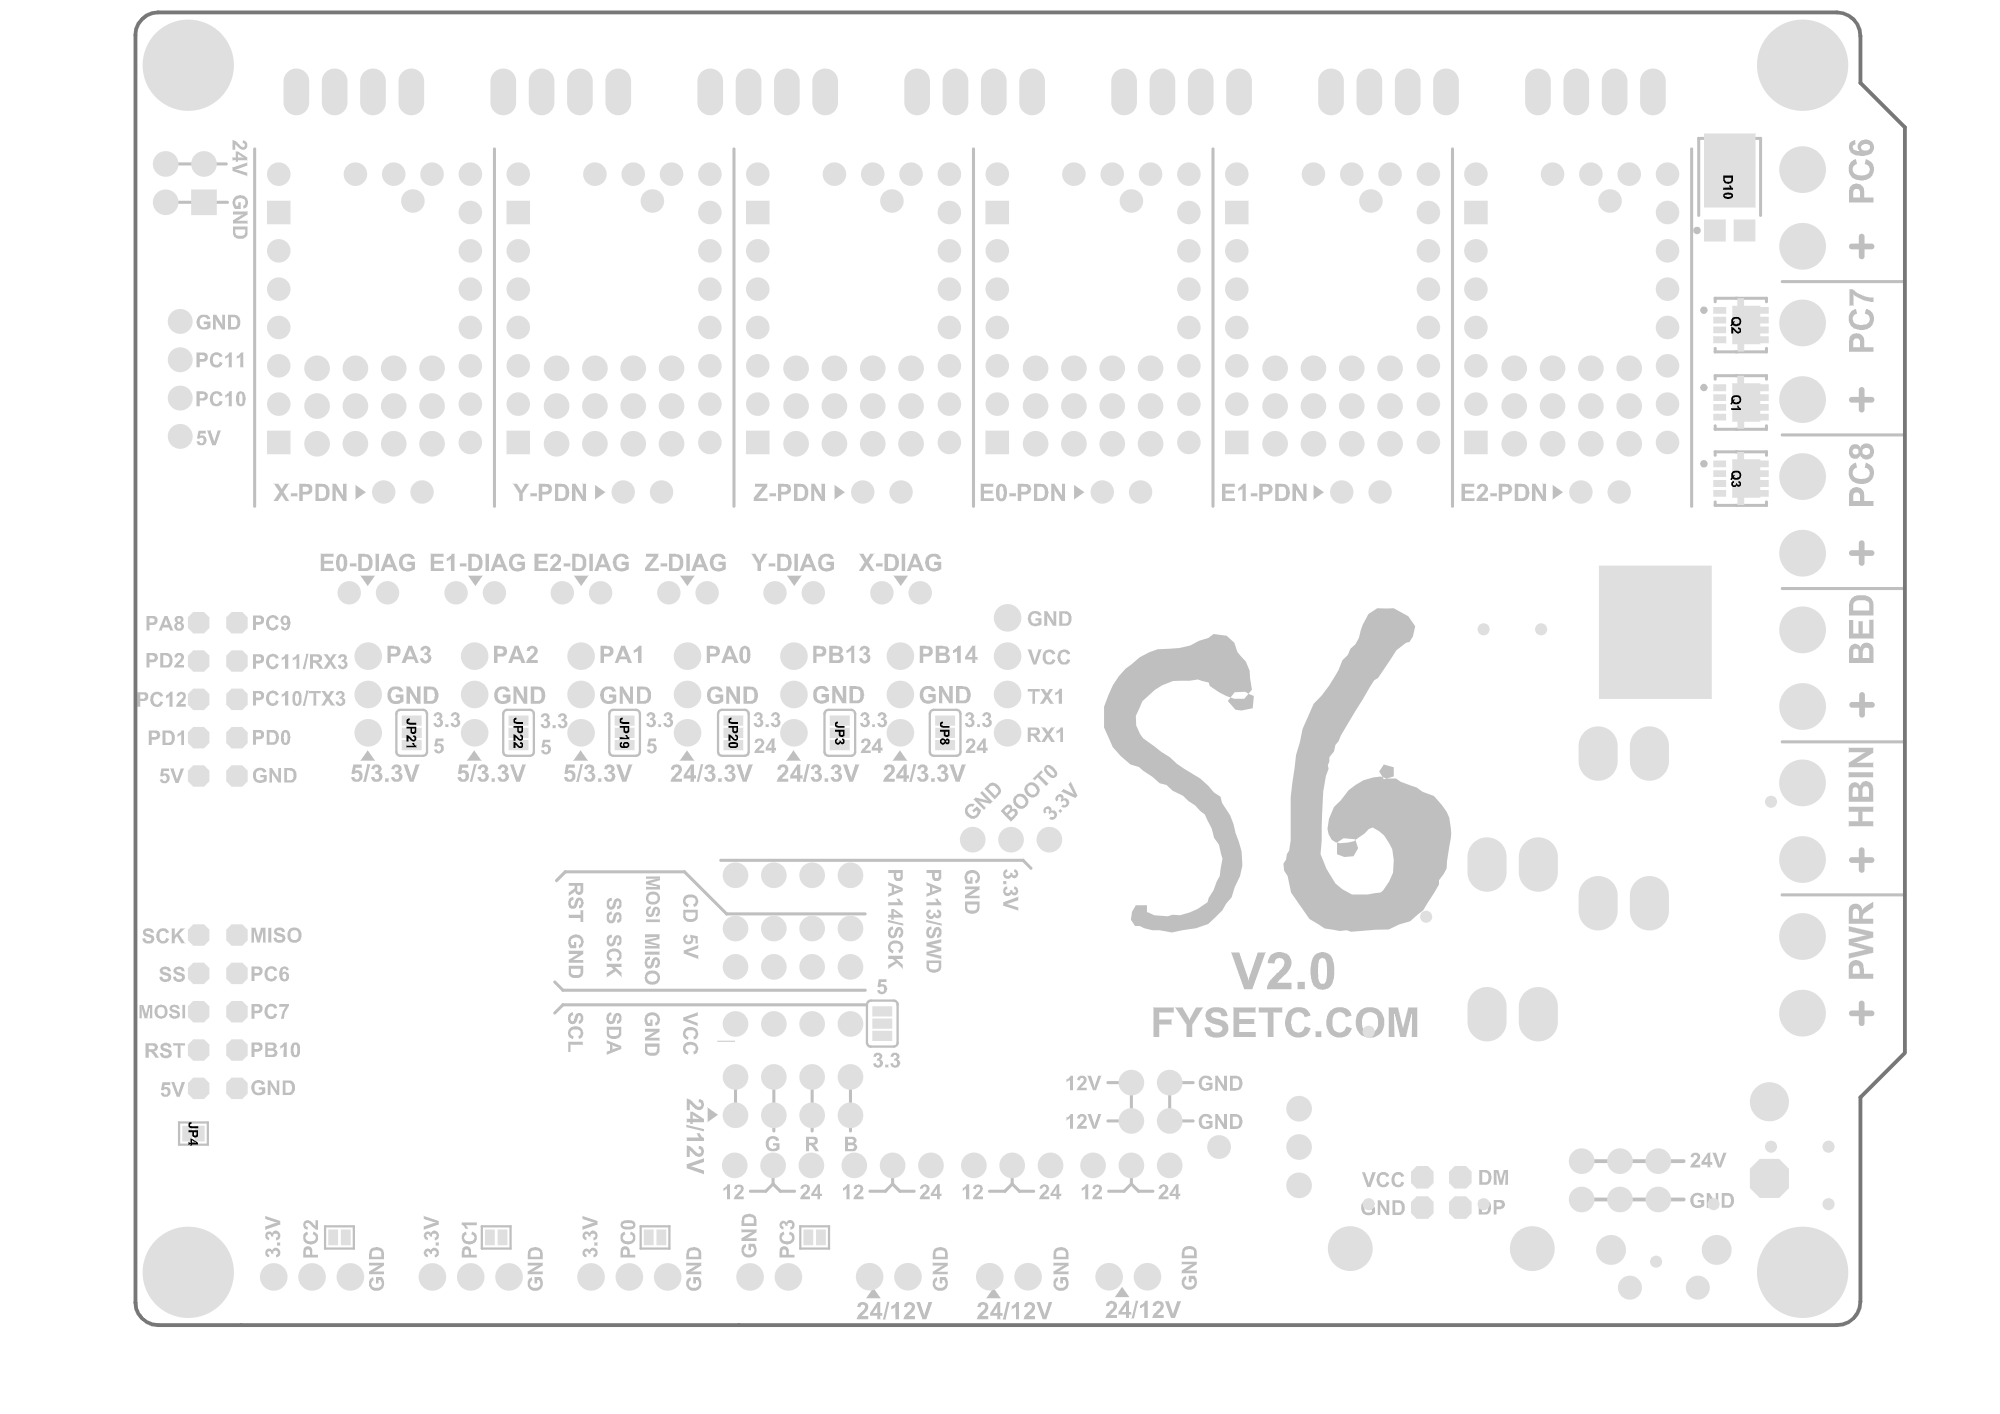 24V
GND
PC6
+
D10
GND
PC11
PC10
5V
PC7
+
Q2
Q1
Q3
X-PDN
Y-PDN
Z-PDN
E0-PDN
E1-PDN
E2-PDN
PC8
+
E0-DIAG
E1-DIAG
E2-DIAG
Z-DIAG
Y-DIAG
X-DIAG
PA8 PC9
PD2 PC11/RX3
PC12 PC10/TX3
PD1 PD0
5V GND
PA3 PA2 PA1 PA0 PB13 PB14
GND GND GND GND GND GND
JP21 3.3 5
JP22 3.3 5
JP19 3.3 5
JP20 3.3 24
JP3 3.3 24
JP8 3.3 24
5/3.3V 5/3.3V 5/3.3V 24/3.3V 24/3.3V 24/3.3V
GND
VCC
TX1
RX1
GND
BOOT0
3.3V
BED
+
HBIN
+
PWR
+
S6
V2.0
FYSETC.COM
RST GND
SS SCK
MOSI MISO
CD 5V
PA14/SCK
PA13/SWD
GND
3.3V
SCL
SDA
GND
VCC
5
3.3
SCK MISO
SS PC6
MOSI PC7
RST PB10
5V GND
JP4
24/12V
G R B
12 24 12 24 12 24 12 24
12V GND
12V GND
VCC DM
GND DP
24V
GND
3.3V PC2 GND
3.3V PC1 GND
3.3V PC0 GND
GND PC3
GND GND GND
24/12V 24/12V 24/12V